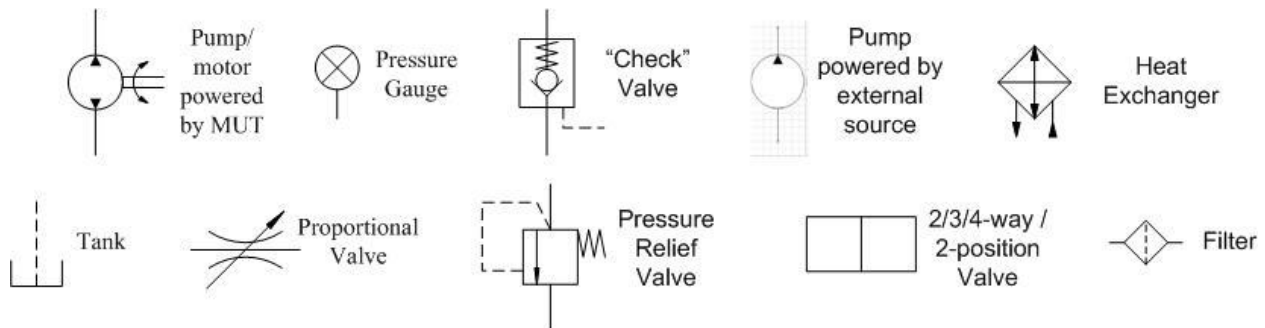 Pump/
motor
powered
by MUT
Pressure
Gauge
“Check”
Valve
Pump
powered by
external
source
Heat
Exchanger
Tank
Proportional
Valve
Pressure
Relief
Valve
2/3/4-way /
2-position
Valve
Filter